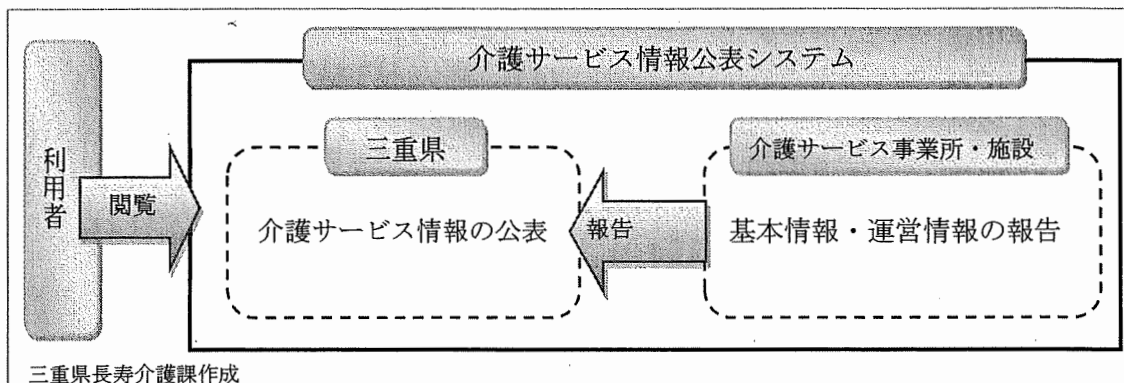 介護サービス情報公表システム
利用者
閲覧
三重県
介護サービス情報の公表
報告
介護サービス事業所・施設
基本情報・運営情報の報告
三重県長寿介護課作成